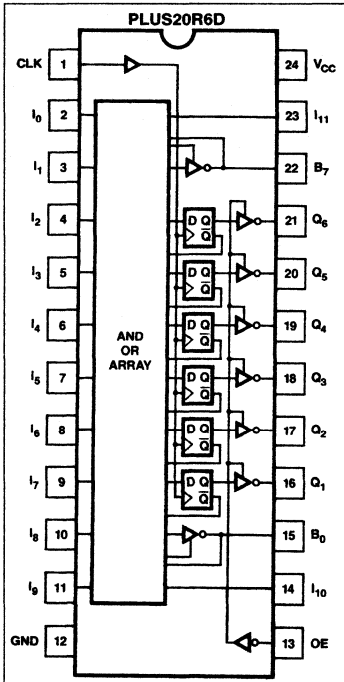 PLUS20R6D
CLK 1 24 VCC
I0 2 23 I11
I1 3 22 B7
I2 4 D Q Q̅ 21 Q6
I3 5 D Q Q̅ 20 Q5
I4 6 D Q Q̅ 19 Q4
AND
OR
ARRAY
I5 7 D Q Q̅ 18 Q3
I6 8 D Q Q̅ 17 Q2
I7 9 D Q Q̅ 16 Q1
I8 10 15 B0
I9 11 14 I10
GND 12 13 OE